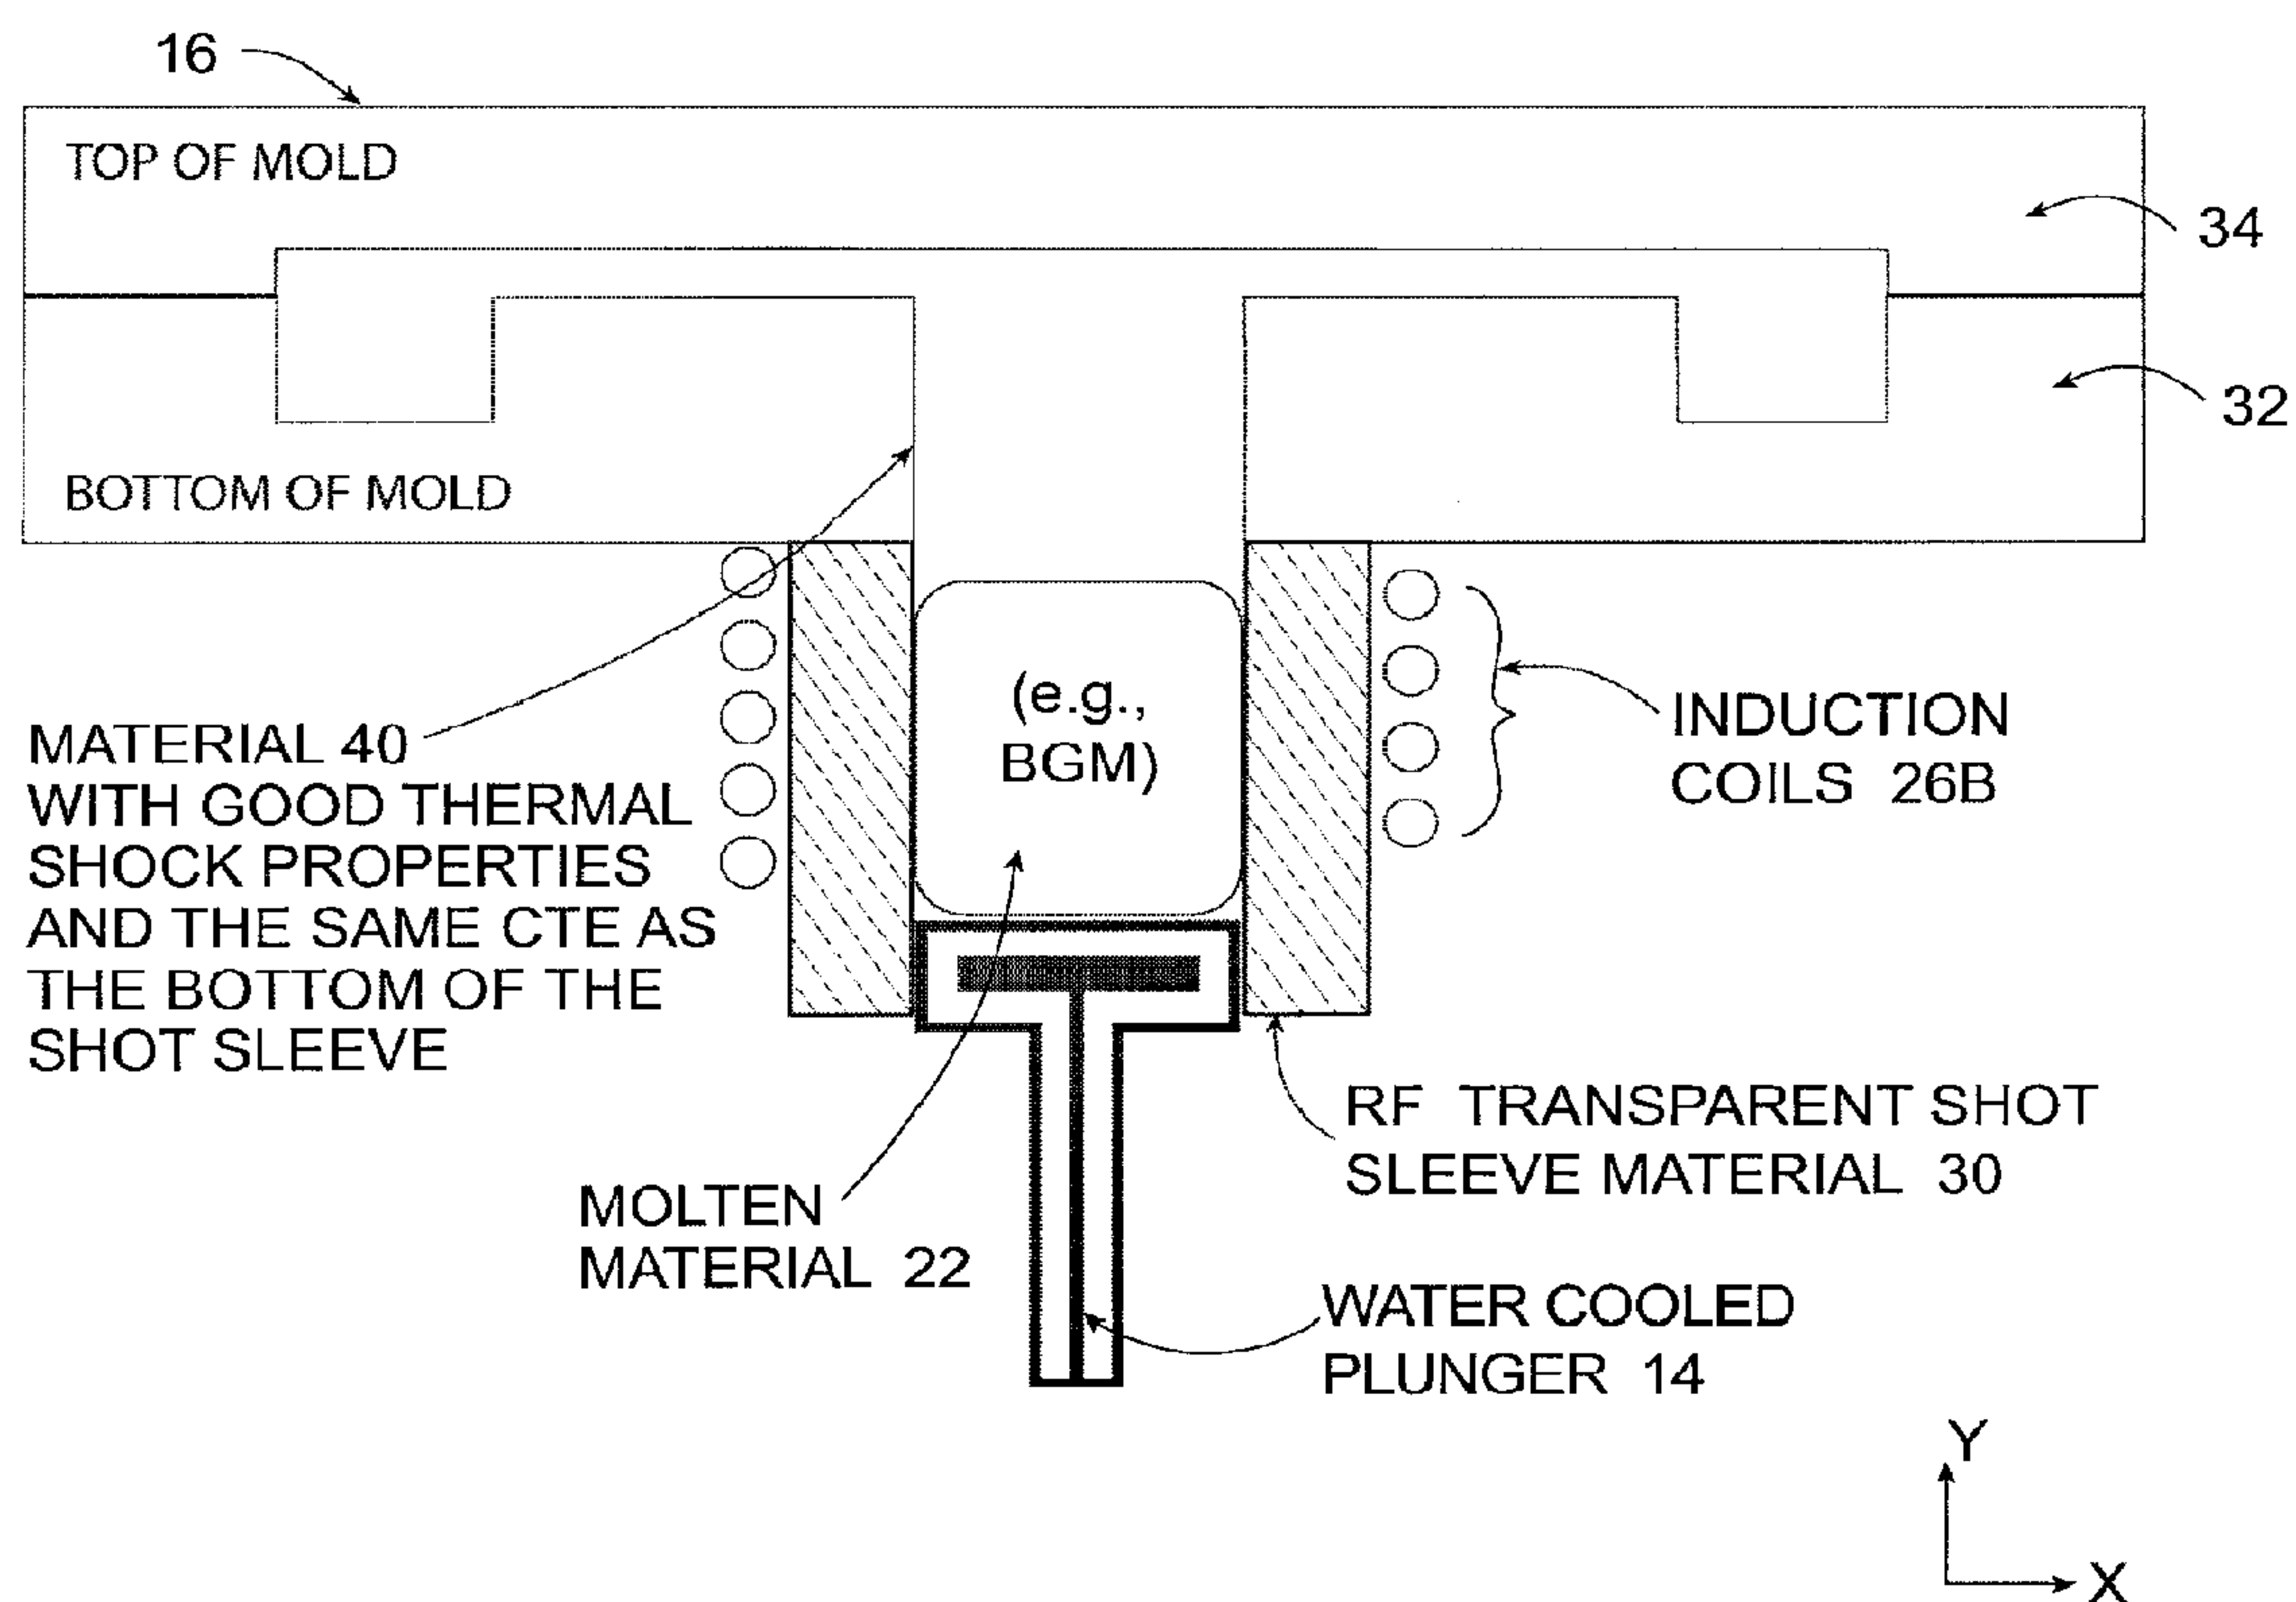 16
TOP OF MOLD
34
32
BOTTOM OF MOLD
(e.g.,
BGM)
MATERIAL 40
WITH GOOD THERMAL
SHOCK PROPERTIES
AND THE SAME CTE AS
THE BOTTOM OF THE
SHOT SLEEVE
INDUCTION
COILS 26B
RF TRANSPARENT SHOT
SLEEVE MATERIAL 30
MOLTEN
MATERIAL 22
WATER COOLED
PLUNGER 14
Y
X